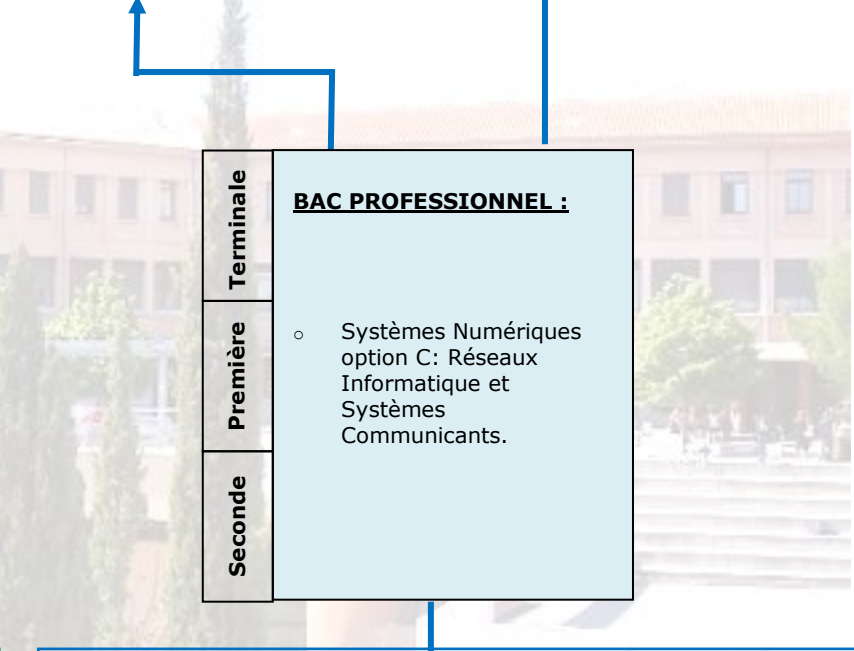 Terminale
Première
Seconde
BAC PROFESSIONNEL :
o Systèmes Numériques
option C: Réseaux
Informatique et
Systèmes
Communicants.